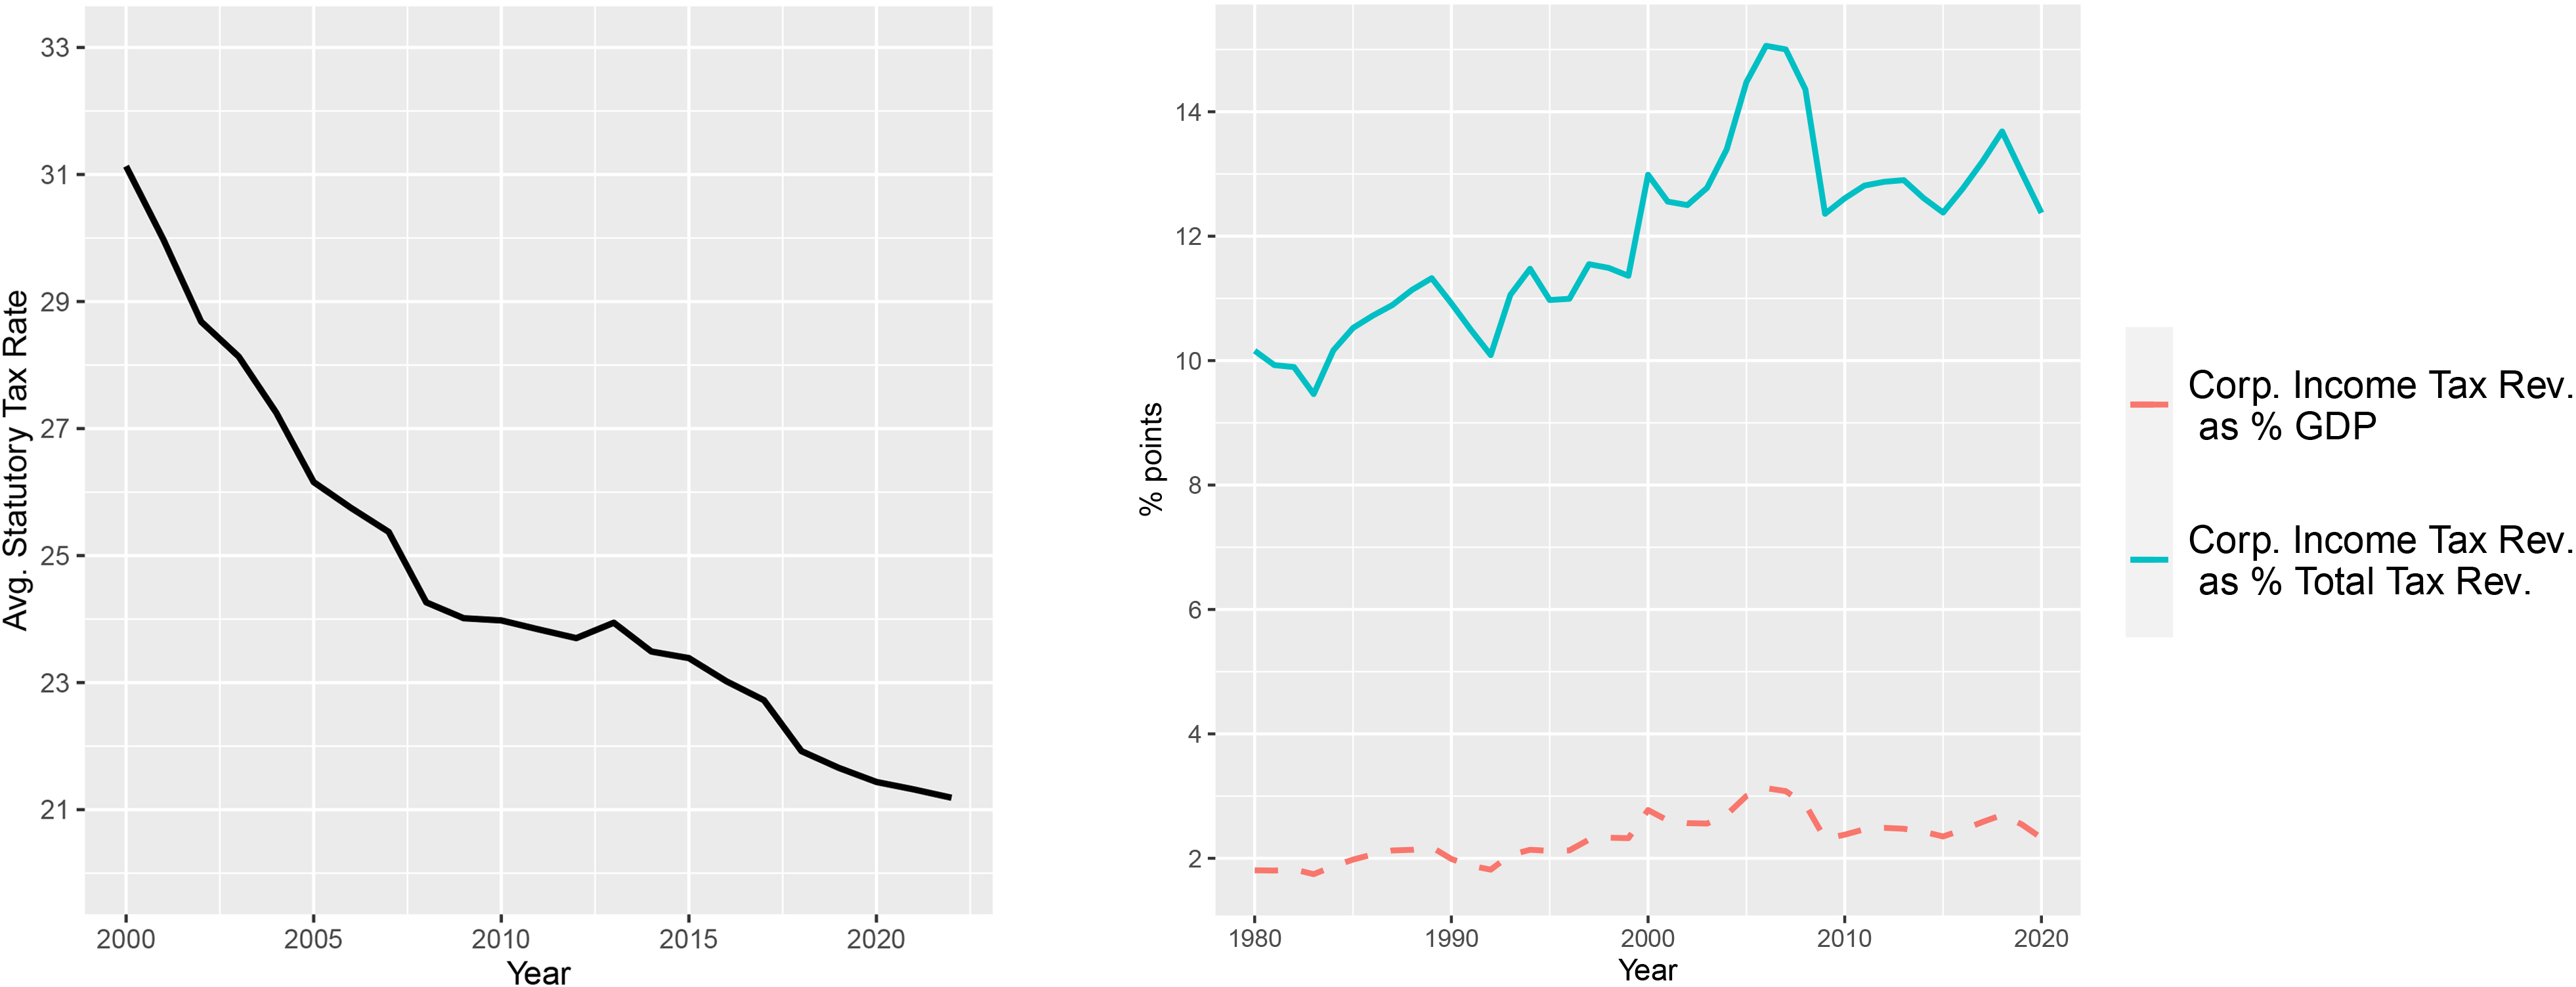 Avg. Statutory Tax Rate
33
31
29
27
25
23
21
2000 2005 2010 2015 2020
Year
% points
14
12
10
8
6
4
2
1980 1990 2000 2010 2020
Year
Corp. Income Tax Rev.
as % GDP
Corp. Income Tax Rev.
as % Total Tax Rev.